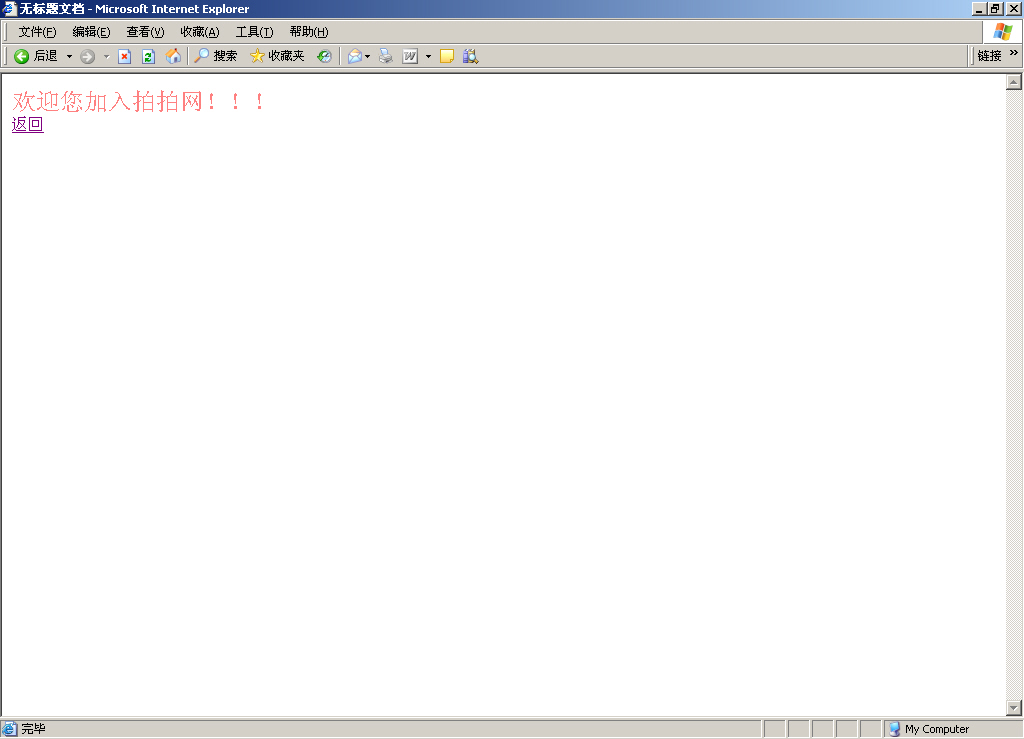 无标题文档 - Microsoft Internet Explorer
文件(F) 编辑(E) 查看(V) 收藏(A) 工具(T) 帮助(H)
后退 搜索 收藏夹 W 链接 »
欢迎您加入拍拍网！！！
返回
完毕 My Computer